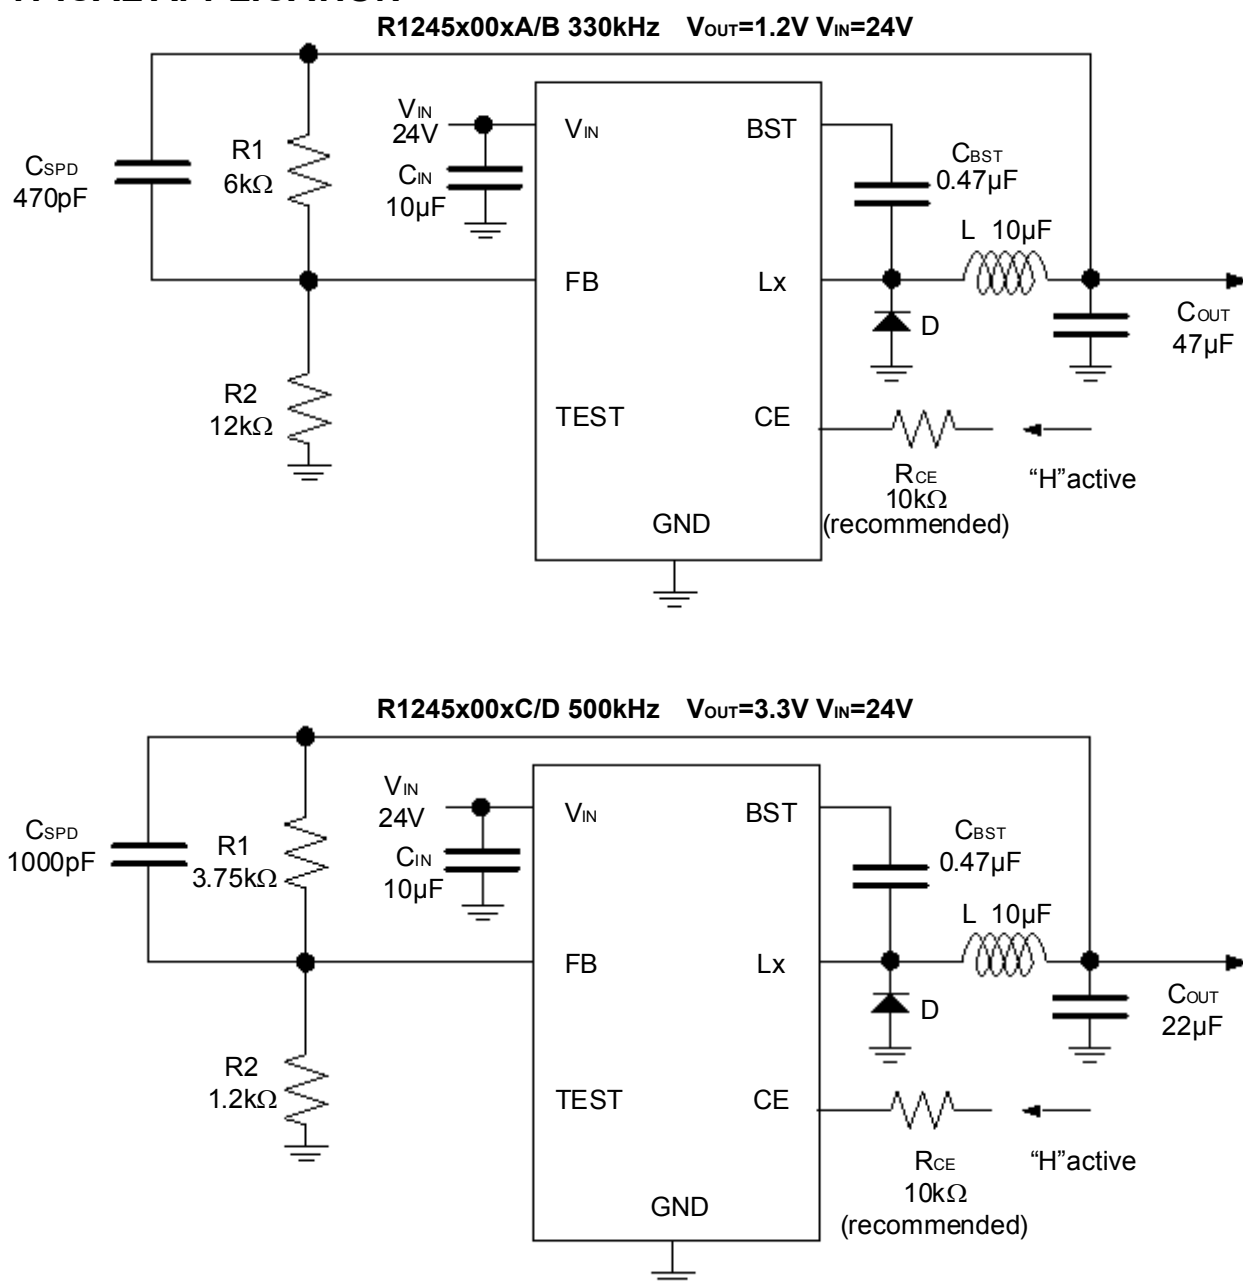 R1245x00xA/B 330kHz VOUT=1.2V VIN=24V
VIN
24V
CIN
10µF
CSPD
470pF
R1
6kΩ
R2
12kΩ
VIN
BST
FB
Lx
TEST
CE
GND
CBST
0.47µF
L 10µF
D
COUT
47µF
RCE
10kΩ
(recommended)
“H”active
R1245x00xC/D 500kHz VOUT=3.3V VIN=24V
VIN
24V
CIN
10µF
CSPD
1000pF
R1
3.75kΩ
R2
1.2kΩ
VIN
BST
FB
Lx
TEST
CE
GND
CBST
0.47µF
L 10µF
D
COUT
22µF
RCE
10kΩ
(recommended)
“H”active